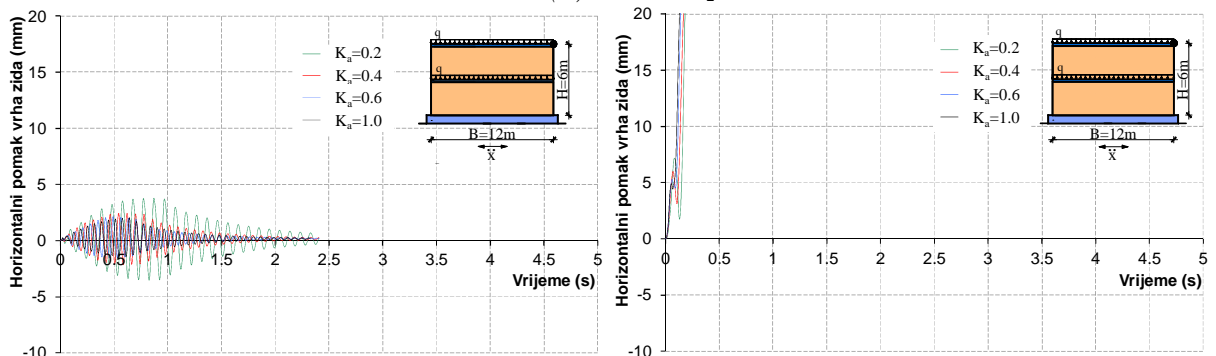 Horizontalni pomak vrha zida (mm)
20
15
10
5
0
-5
-10
0
0.5
1
1.5
2
2.5
3
3.5
4
4.5
5
Vrijeme (s)
Ka=0.2
Ka=0.4
Ka=0.6
Ka=1.0
q
q
H=6m
B=12m
ẍ
Horizontalni pomak vrha zida (mm)
20
15
10
5
0
-5
-10
0
0.5
1
1.5
2
2.5
3
3.5
4
4.5
5
Vrijeme (s)
Ka=0.2
Ka=0.4
Ka=0.6
Ka=1.0
q
q
H=6m
B=12m
ẍ